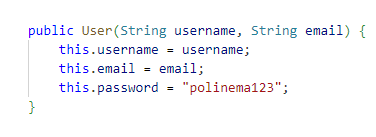 public User(String username, String email) {
    this.username = username;
    this.email = email;
    this.password = "polinema123";
}